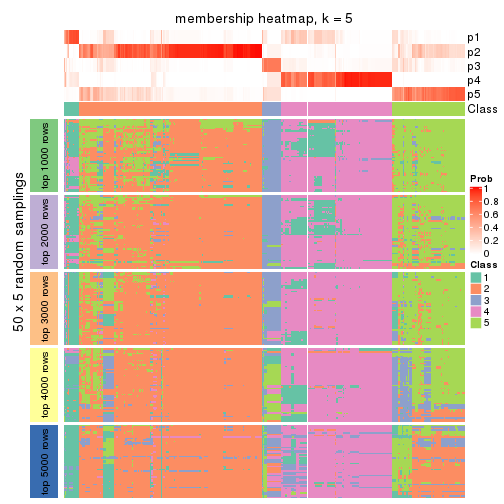 membership heatmap, k = 5
p1
p2
p3
p4
p5
Class
50 x 5 random samplings
top 1000 rows
top 2000 rows
top 3000 rows
top 4000 rows
top 5000 rows
Prob
1
0.8
0.6
0.4
0.2
0
Class
1
2
3
4
5